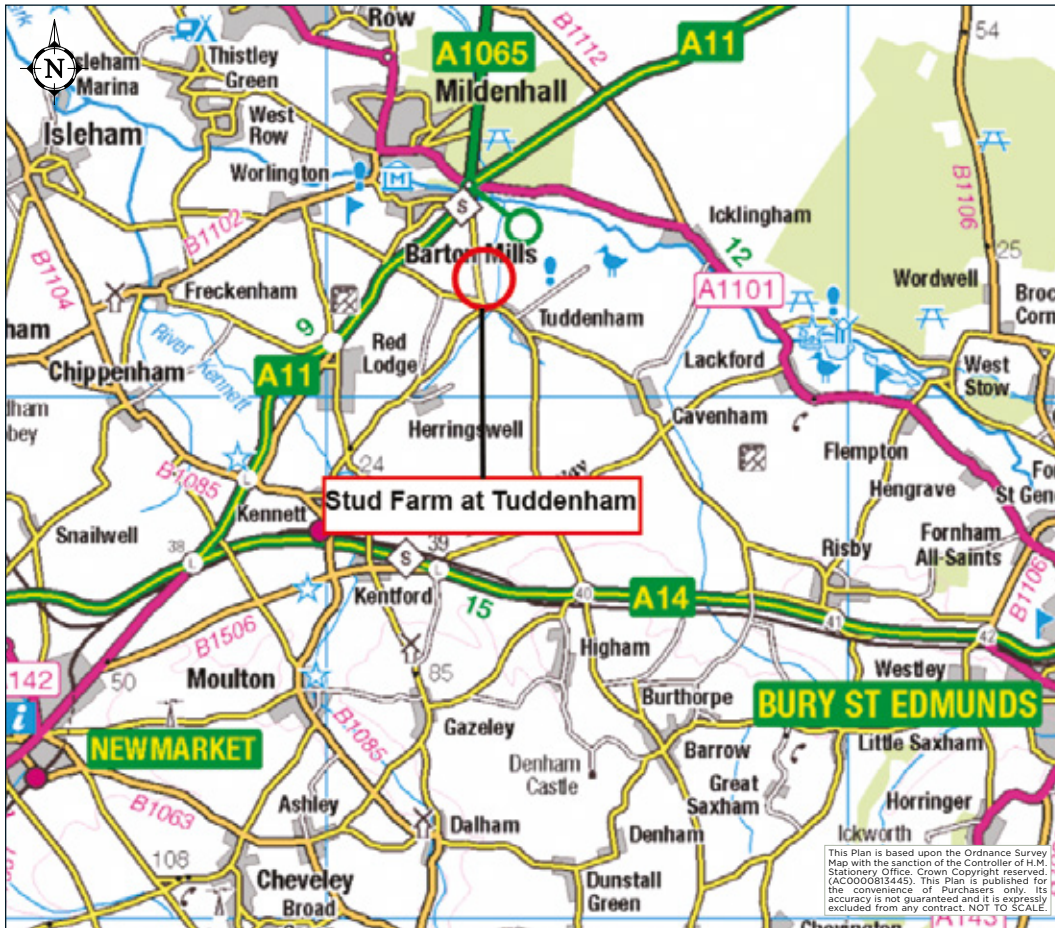 Row
A1065
A11
B1112
54
N
Isleham
Marina
Thistley
Green
Mildenhall
West
Row
Isleham
Worlington
M
S
Icklingham
B1106
B1102
12
25
B1104
Barton Mills
A1101
Wordwell
Freckenham
Tuddenham
9
River
Kennett
Red
Lodge
Lackford
West
Stow
ham
Chippenham
A11
Cavenham
Herringswell
Flempton
24
B1085
L
Hengrave
St Gen
Kennett
Stud Farm at Tuddenham
Snailwell
Fornham
All-Saints
38
L
S
39
L
Risby
Kentford
15
40
A14
41
B1106
42
B1506
Higham
142
50
Moulton
85
Westley
Burthorpe
BURY ST EDMUNDS
i
NEWMARKET
B1085
Gazeley
Barrow
Little Saxham
Denham
Castle
Great
Saxham
B1063
Ashley
Horringer
Dalham
Denham
Ickworth
108
Cheveley
Dunstall
Green
Broad
This Plan is based upon the Ordnance Survey
Map with the sanction of the Controller of H.M.
Stationery Office. Crown Copyright reserved.
(AC0000813445). This Plan is published for
the convenience of Purchasers only. Its
accuracy is not guaranteed and it is expressly
excluded from any contract. NOT TO SCALE.
A143